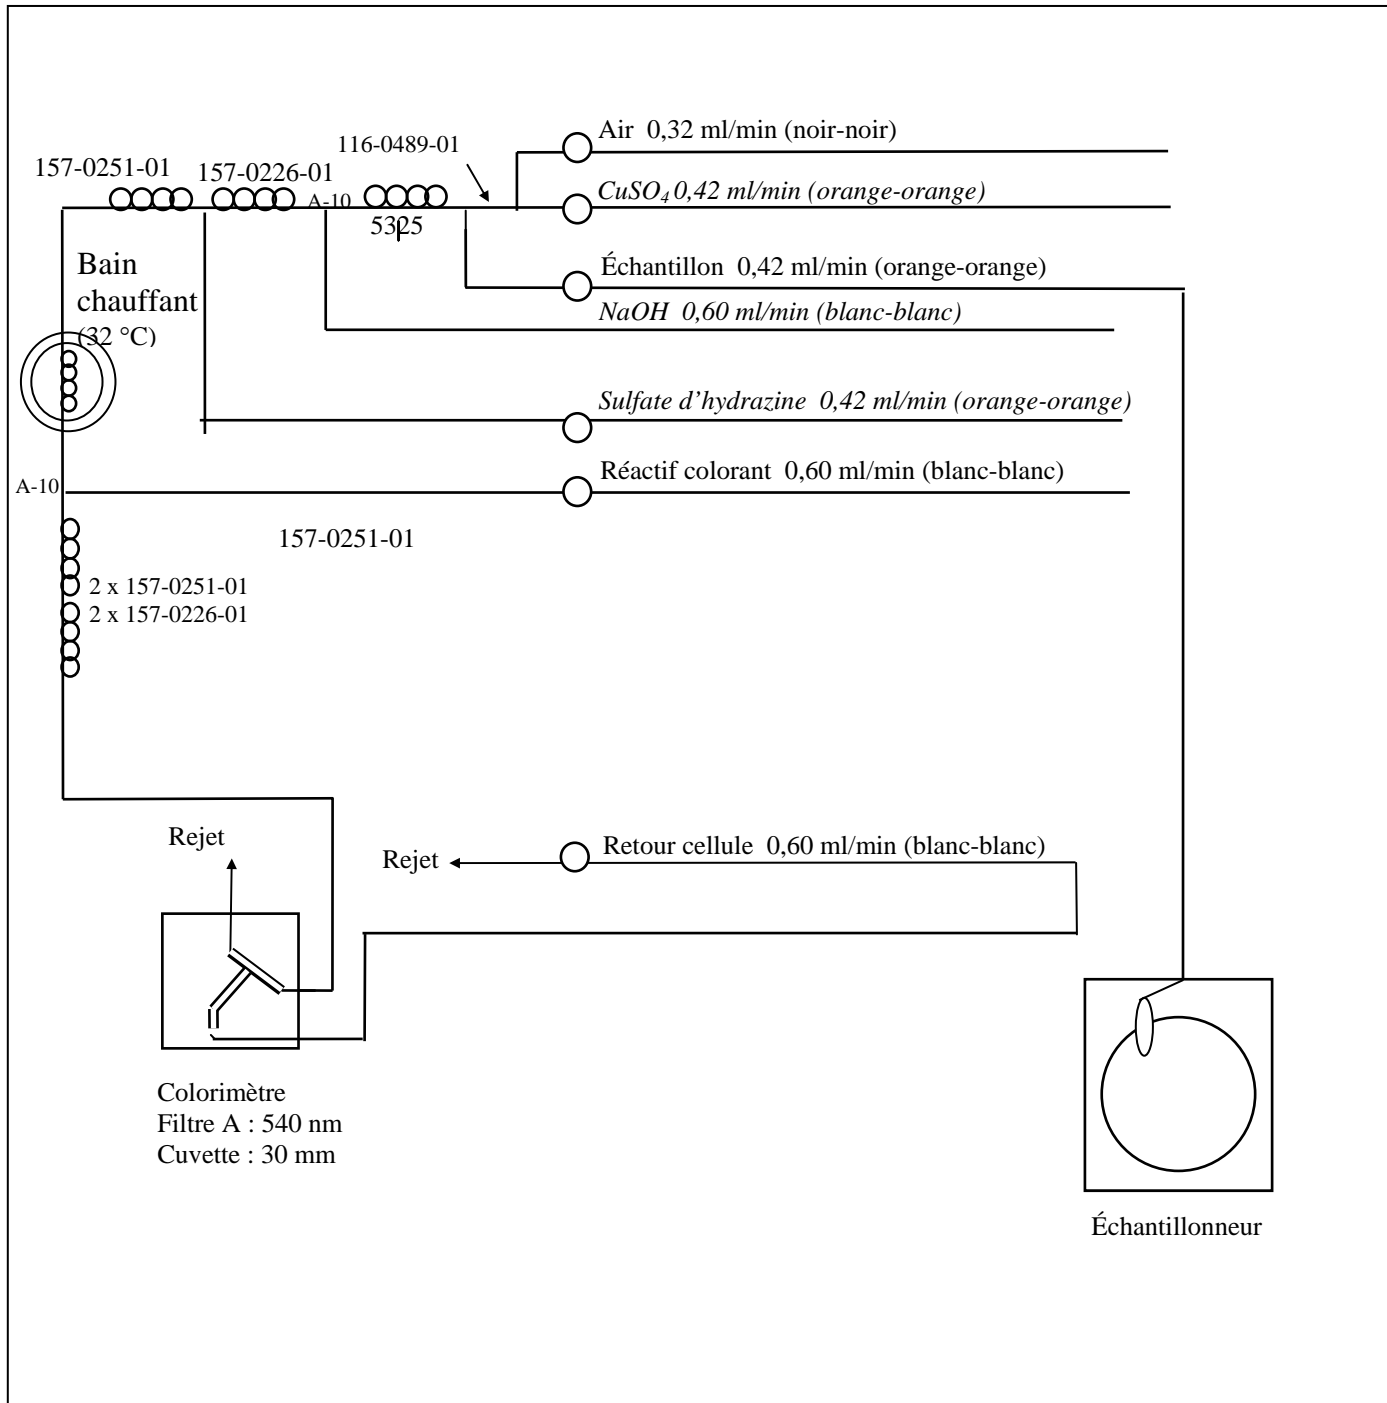 Air 0,32 ml/min (noir-noir)
116-0489-01
157-0251-01
157-0226-01
A-10
CuSO₄ 0,42 ml/min (orange-orange)
5325
Bain
chauffant
(32 °C)
Échantillon 0,42 ml/min (orange-orange)
NaOH 0,60 ml/min (blanc-blanc)
Sulfate d'hydrazine 0,42 ml/min (orange-orange)
Réactif colorant 0,60 ml/min (blanc-blanc)
A-10
157-0251-01
2 x 157-0251-01
2 x 157-0226-01
Rejet
Rejet
Retour cellule 0,60 ml/min (blanc-blanc)
Colorimètre
Filtre A : 540 nm
Cuvette : 30 mm
Échantillonneur